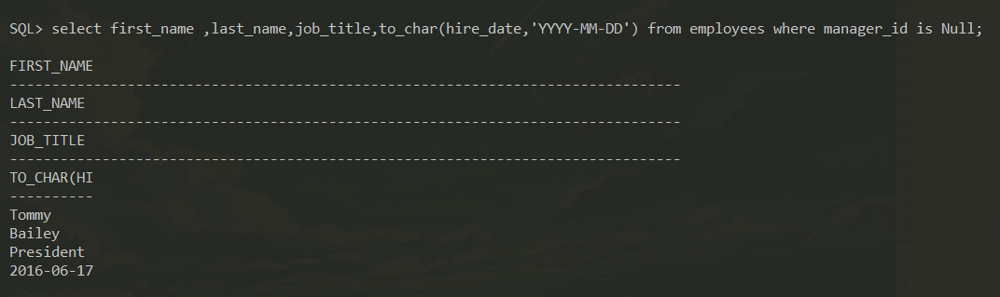 SQL> select first_name ,last_name,job_title,to_char(hire_date,'YYYY-MM-DD') from employees where manager_id is Null;
FIRST_NAME
--------------------------------------------------------------------------------
LAST_NAME
--------------------------------------------------------------------------------
JOB_TITLE
--------------------------------------------------------------------------------
TO_CHAR(HI
----------
Tommy
Bailey
President
2016-06-17